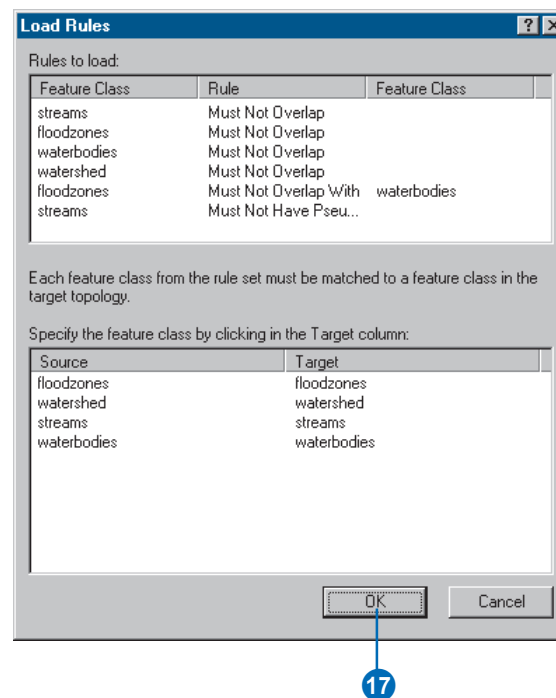 Load Rules
Rules to load:
Feature Class Rule Feature Class
streams Must Not Overlap
floodzones Must Not Overlap
waterbodies Must Not Overlap
watershed Must Not Overlap
floodzones Must Not Overlap With waterbodies
streams Must Not Have Pseu...
Each feature class from the rule set must be matched to a feature class in the
target topology.
Specify the feature class by clicking in the Target column:
Source Target
floodzones floodzones
watershed watershed
streams streams
waterbodies waterbodies
OK Cancel
17